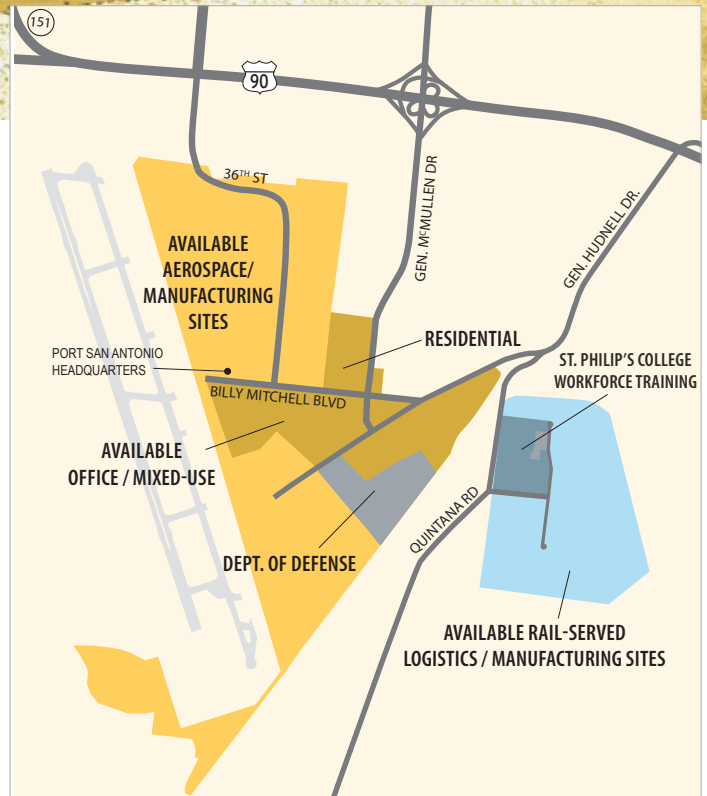 151
90
36TH ST
GEN. MCMULLEN DR
GEN. HUDNELL DR.
AVAILABLE
AEROSPACE/
MANUFACTURING
SITES
RESIDENTIAL
PORT SAN ANTONIO
HEADQUARTERS
ST. PHILIP'S COLLEGE
WORKFORCE TRAINING
BILLY MITCHELL BLVD
AVAILABLE
OFFICE / MIXED-USE
QUINTANA RD
DEPT. OF DEFENSE
AVAILABLE RAIL-SERVED
LOGISTICS / MANUFACTURING SITES